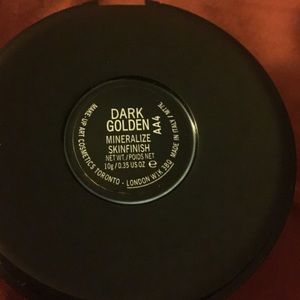 DARK
GOLDEN
AA4
MINERALIZE
SKINFINISH
NET WT./POIDS NET
10g / 0.35 US OZ ℮
MAKE-UP ART COSMETICS TORONTO - LONDON W1K 3BU MADE IN ITALY /